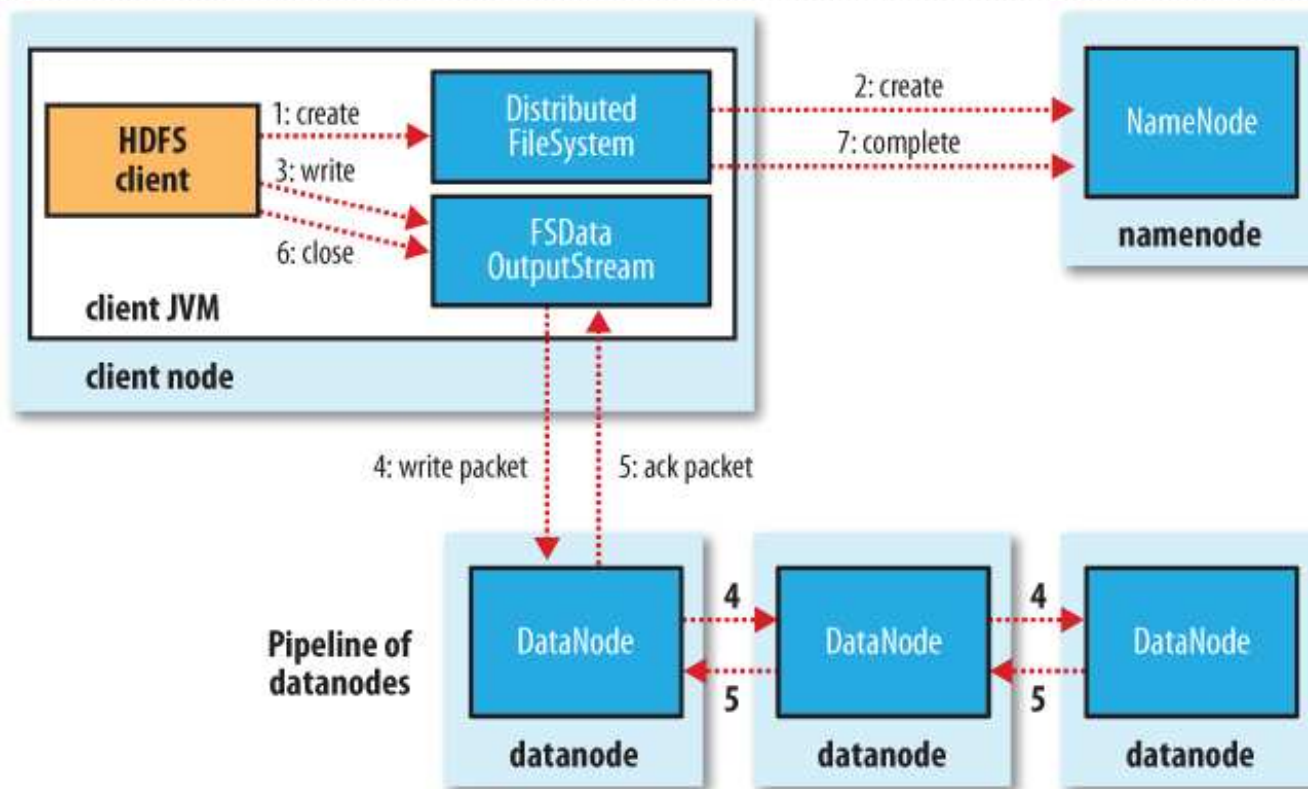 HDFS
client
1: create
3: write
6: close
Distributed
FileSystem
FSData
OutputStream
client JVM
client node
2: create
7: complete
NameNode
namenode
4: write packet
5: ack packet
Pipeline of
datanodes
DataNode
4
5
DataNode
4
5
DataNode
datanode
datanode
datanode